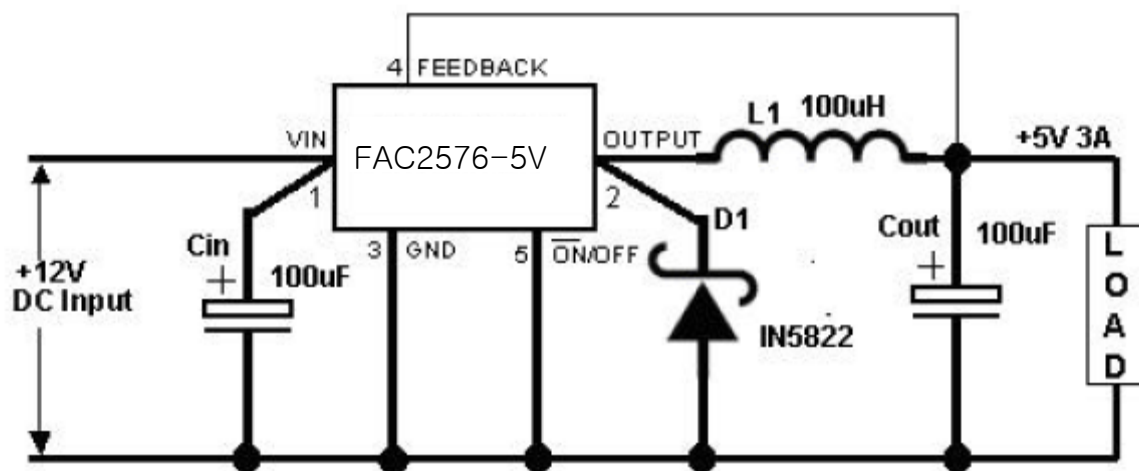 4 FEEDBACK
L1 100uH
VIN
FAC2576-5V
OUTPUT
+5V 3A
1
2
D1
Cin
+
100uF
3 GND
5 ON/OFF
Cout
+
100uF
+12V
DC Input
IN5822
LOAD